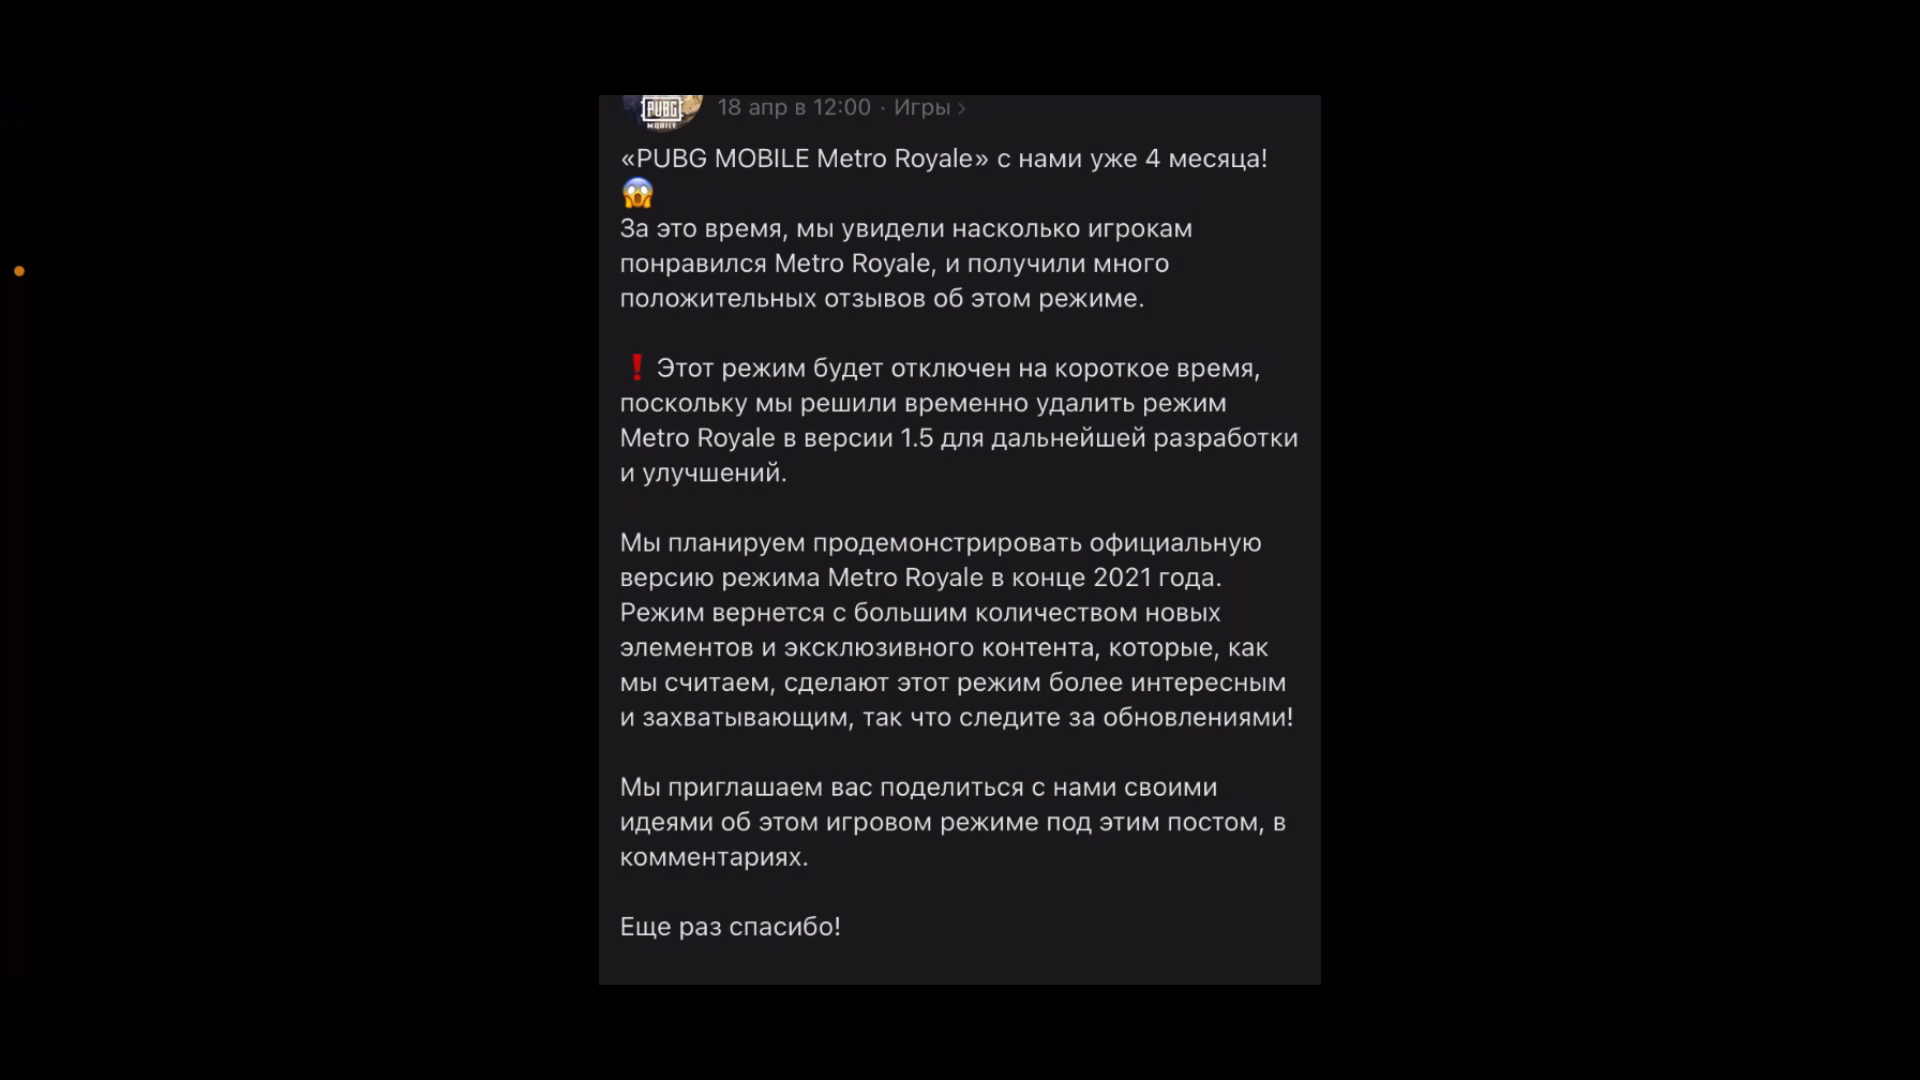 PUBG
MOBILE
18 апр в 12:00 · Игры ›
«PUBG MOBILE Metro Royale» с нами уже 4 месяца!
😱
За это время, мы увидели насколько игрокам
понравился Metro Royale, и получили много
положительных отзывов об этом режиме.
❗ Этот режим будет отключен на короткое время,
поскольку мы решили временно удалить режим
Metro Royale в версии 1.5 для дальнейшей разработки
и улучшений.
Мы планируем продемонстрировать официальную
версию режима Metro Royale в конце 2021 года.
Режим вернется с большим количеством новых
элементов и эксклюзивного контента, которые, как
мы считаем, сделают этот режим более интересным
и захватывающим, так что следите за обновлениями!
Мы приглашаем вас поделиться с нами своими
идеями об этом игровом режиме под этим постом, в
комментариях.
Еще раз спасибо!